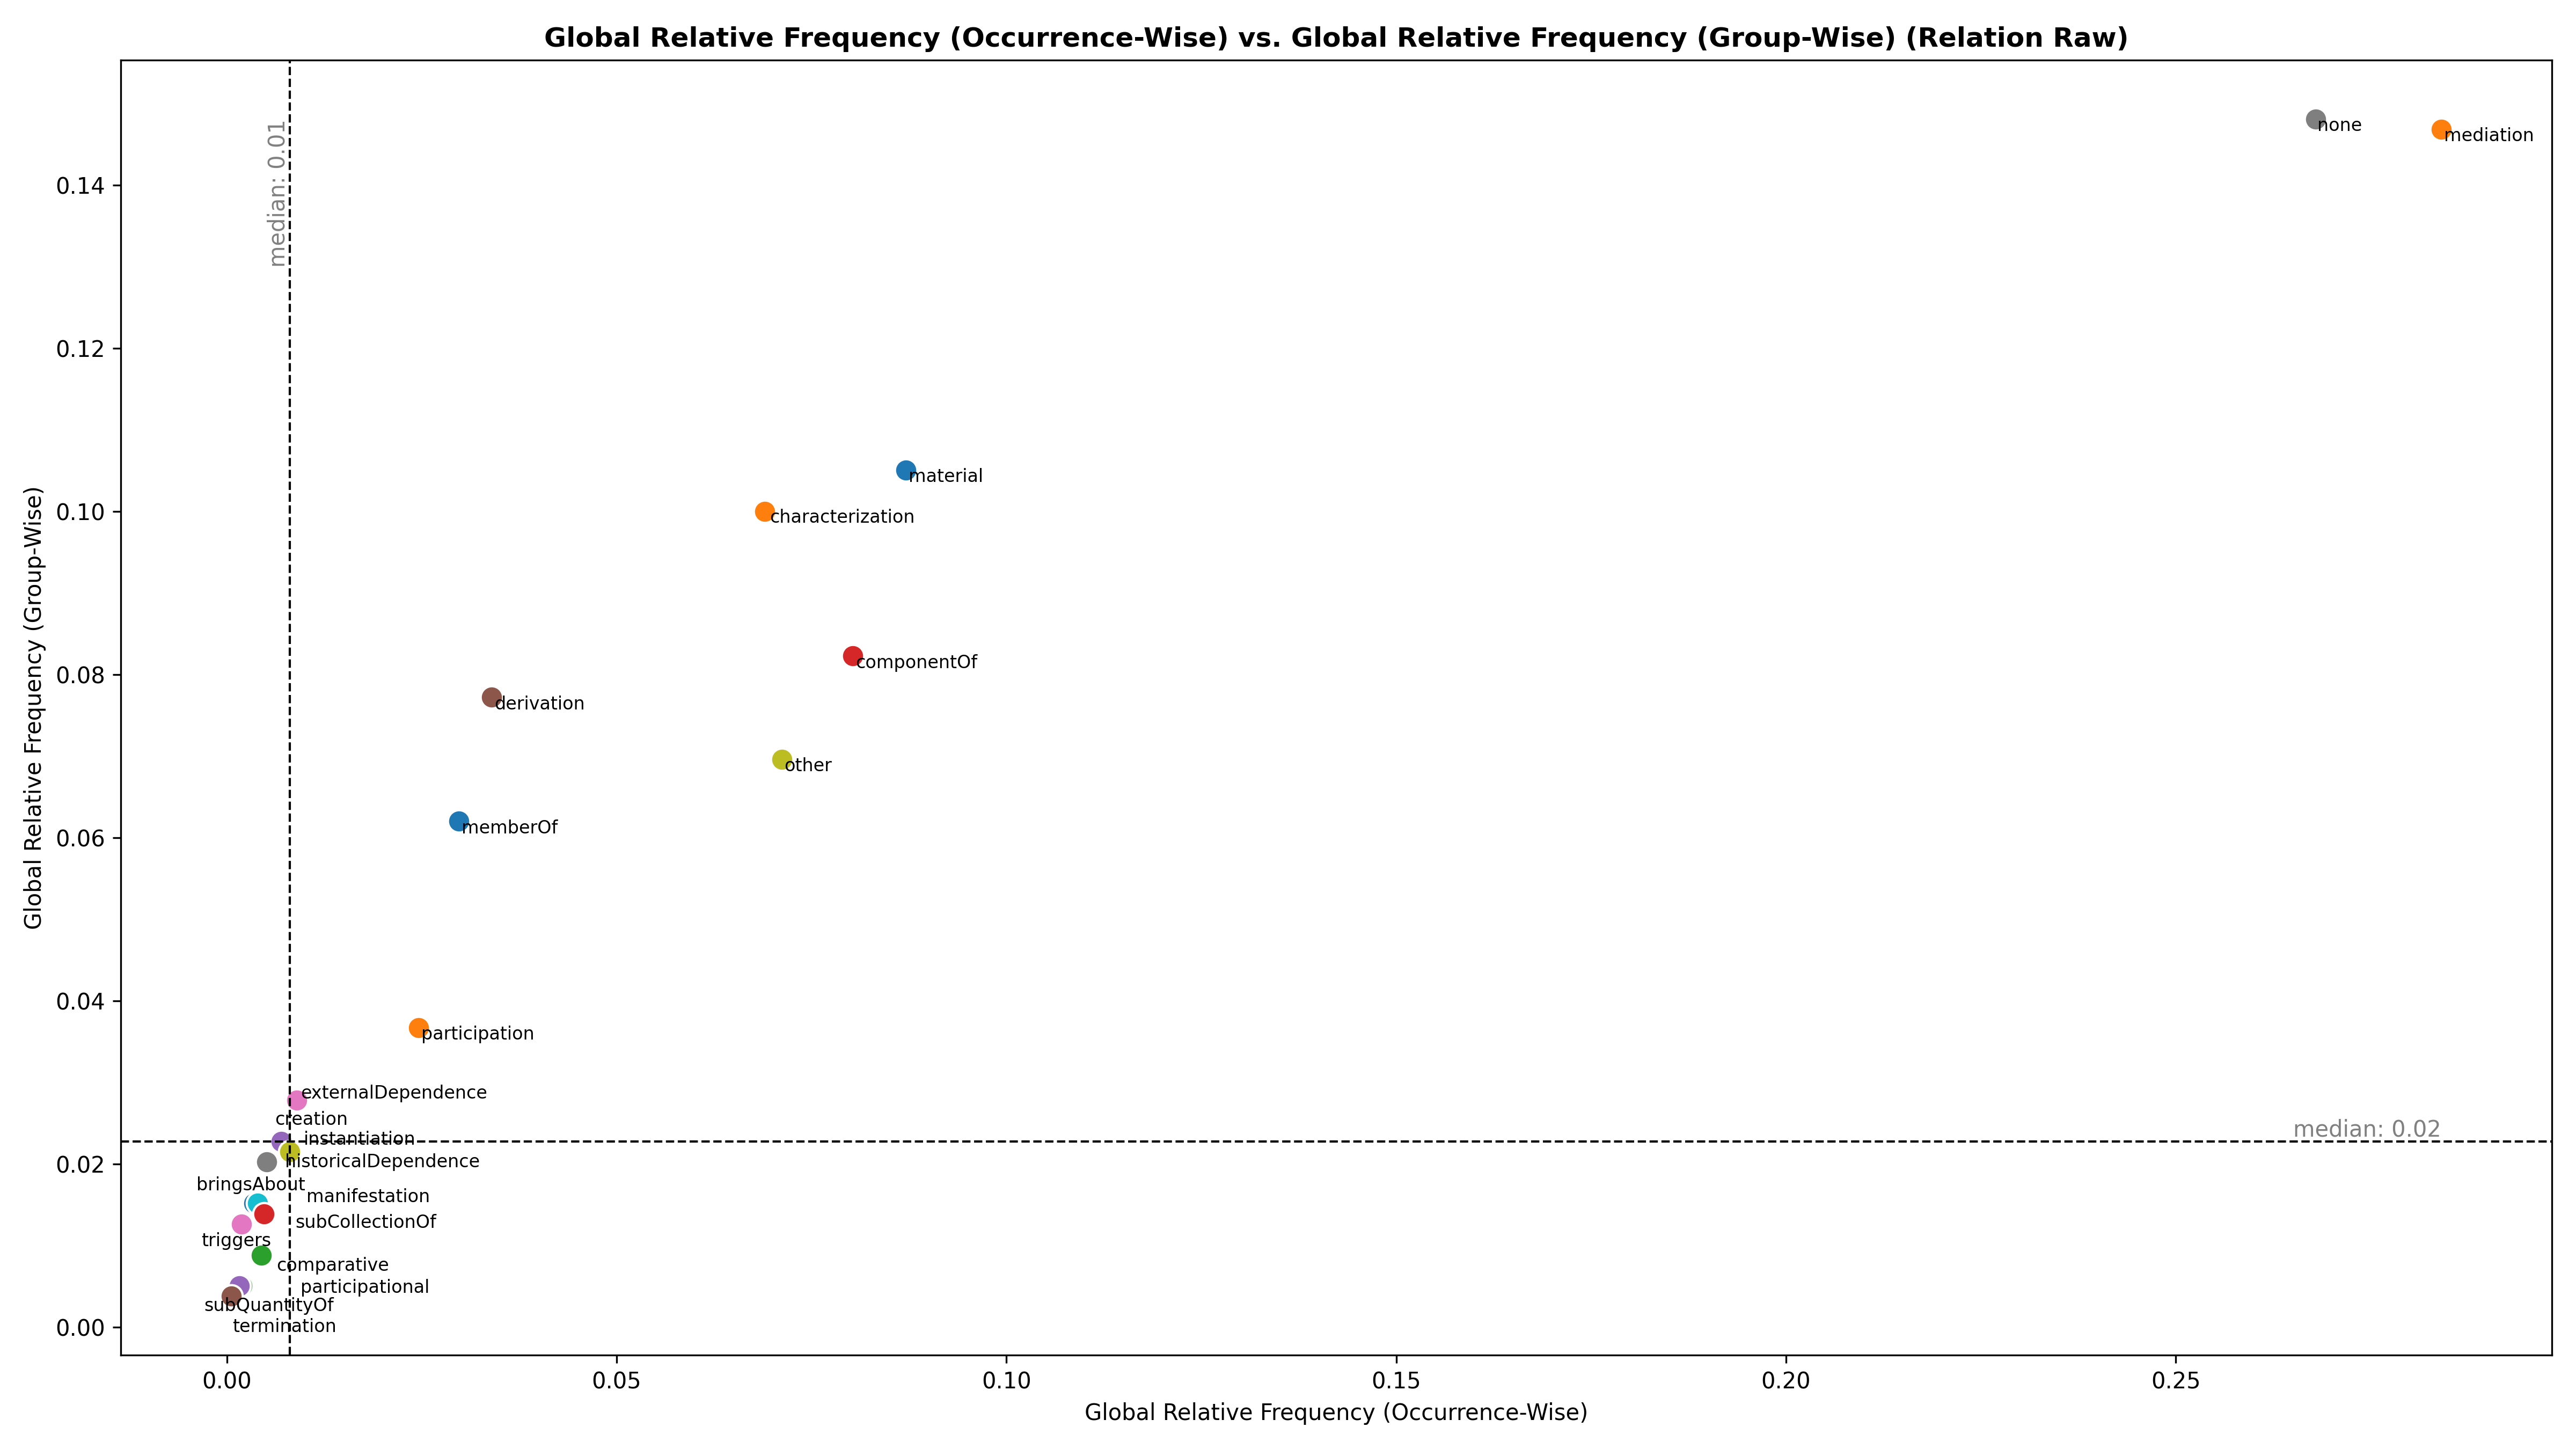 Global Relative Frequency (Occurrence-Wise) vs. Global Relative Frequency (Group-Wise) (Relation Raw)
median: 0.01
none
mediation
0.14
0.12
material
0.10
characterization
componentOf
0.08
derivation
other
memberOf
0.06
0.04
participation
externalDependence
creation
instantiation
median: 0.02
historicalDependence
0.02
bringsAbout
manifestation
subCollectionOf
triggers
comparative
participational
subQuantityOf
termination
0.00
0.00
0.05
0.10
0.15
0.20
0.25
Global Relative Frequency (Occurrence-Wise)
Global Relative Frequency (Group-Wise)